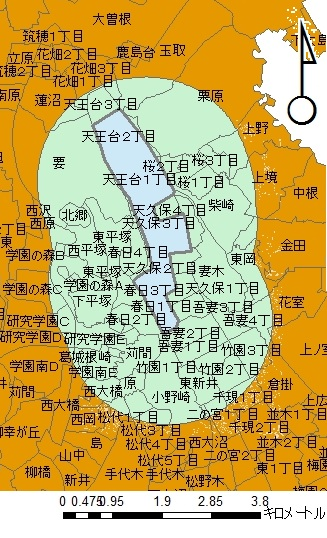 大曽根
筑穂1丁目
鹿島台 玉取
立原 花畑2丁目
筑穂2丁目 花畑3丁目
花畑1丁目
南原 蓮沼
天王台3丁目
栗原
天王台2丁目
上野
要
桜2丁目 桜3丁目
天王台1丁目
桜1丁目
上境
中根
西沢 北郷
天久保4丁目 柴崎
西原
天久保3丁目
東平塚
金田
東 西平塚 春日4丁目
東岡
学園の森B
東平塚 天久保2丁目 妻木
学園の森C 学園の森A
春日3丁目 天久保1丁目
下平塚
花室
春日1丁目 吾妻3丁目
研究学園C 春日2丁目
吾妻4丁目
研究学園D 研究学園E
吾妻2丁目
吾妻1丁目
葛城根崎 苅間
竹園3丁目
学園南D
学園南E
竹園1丁目 竹園2丁目
苅間
西大橋 原
東新井
倉掛
小野崎 千現1丁目
西大橋
西岡 松代1丁目
二の宮1丁目 並木1丁目
松代3丁目
千現2丁目
御幸が丘
島 松代4丁目 西大沼
並木2丁目
山中
松代5丁目 二の宮2丁目
柳橋
手代木 手代木
東1丁目
新井
松野木
0 0.475 0.95 1.9 2.85 3.8
キロメートル